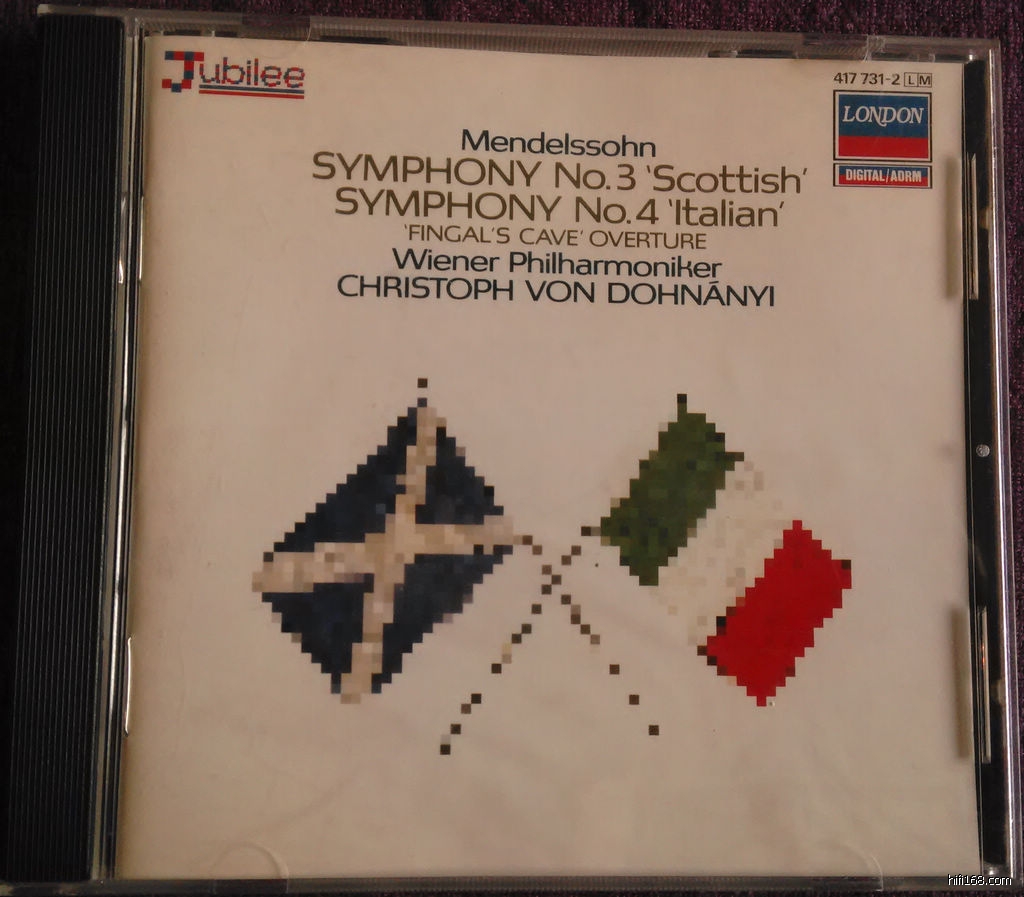 Jubilee
417 731-2 LM
LONDON
DIGITAL/ADRM
Mendelssohn
SYMPHONY No.3 ‘Scottish’
SYMPHONY No.4 ‘Italian’
‘FINGAL’S CAVE’ OVERTURE
Wiener Philharmoniker
CHRISTOPH VON DOHNÁNYI
hifi168.com